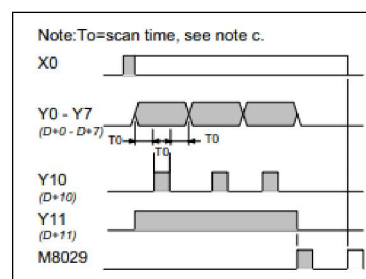 Note:To=scan time, see note c.
X0
Y0 - Y7
(D+0 - D+7)
T0
T0
T0
Y10
(D+10)
Y11
(D+11)
M8029